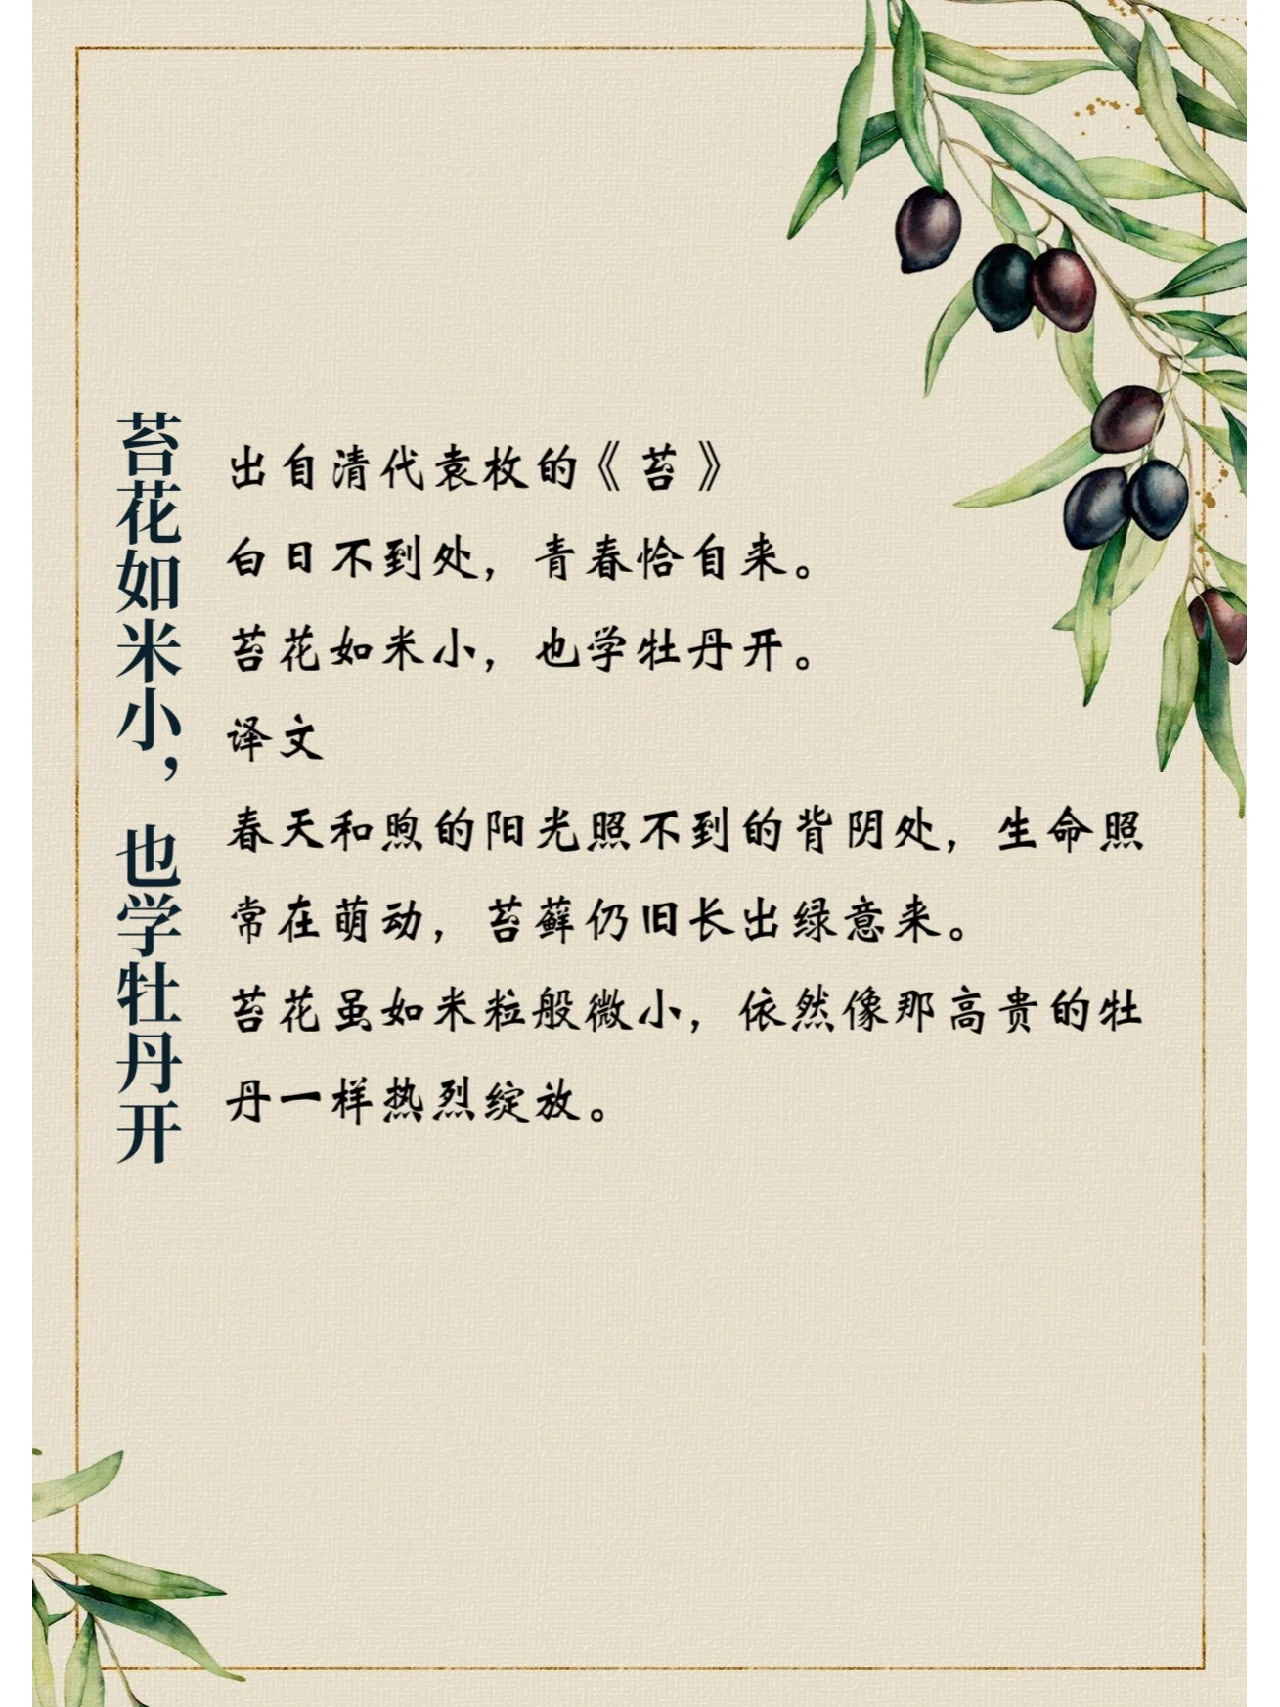 苔花如米小，也学牡丹开
出自清代袁枚的《苔》
白日不到处，青春恰自来。
苔花如米小，也学牡丹开。
译文
春天和煦的阳光照不到的背阴处，生命照
常在萌动，苔藓仍旧长出绿意来。
苔花虽如米粒般微小，依然像那高贵的牡
丹一样热烈绽放。